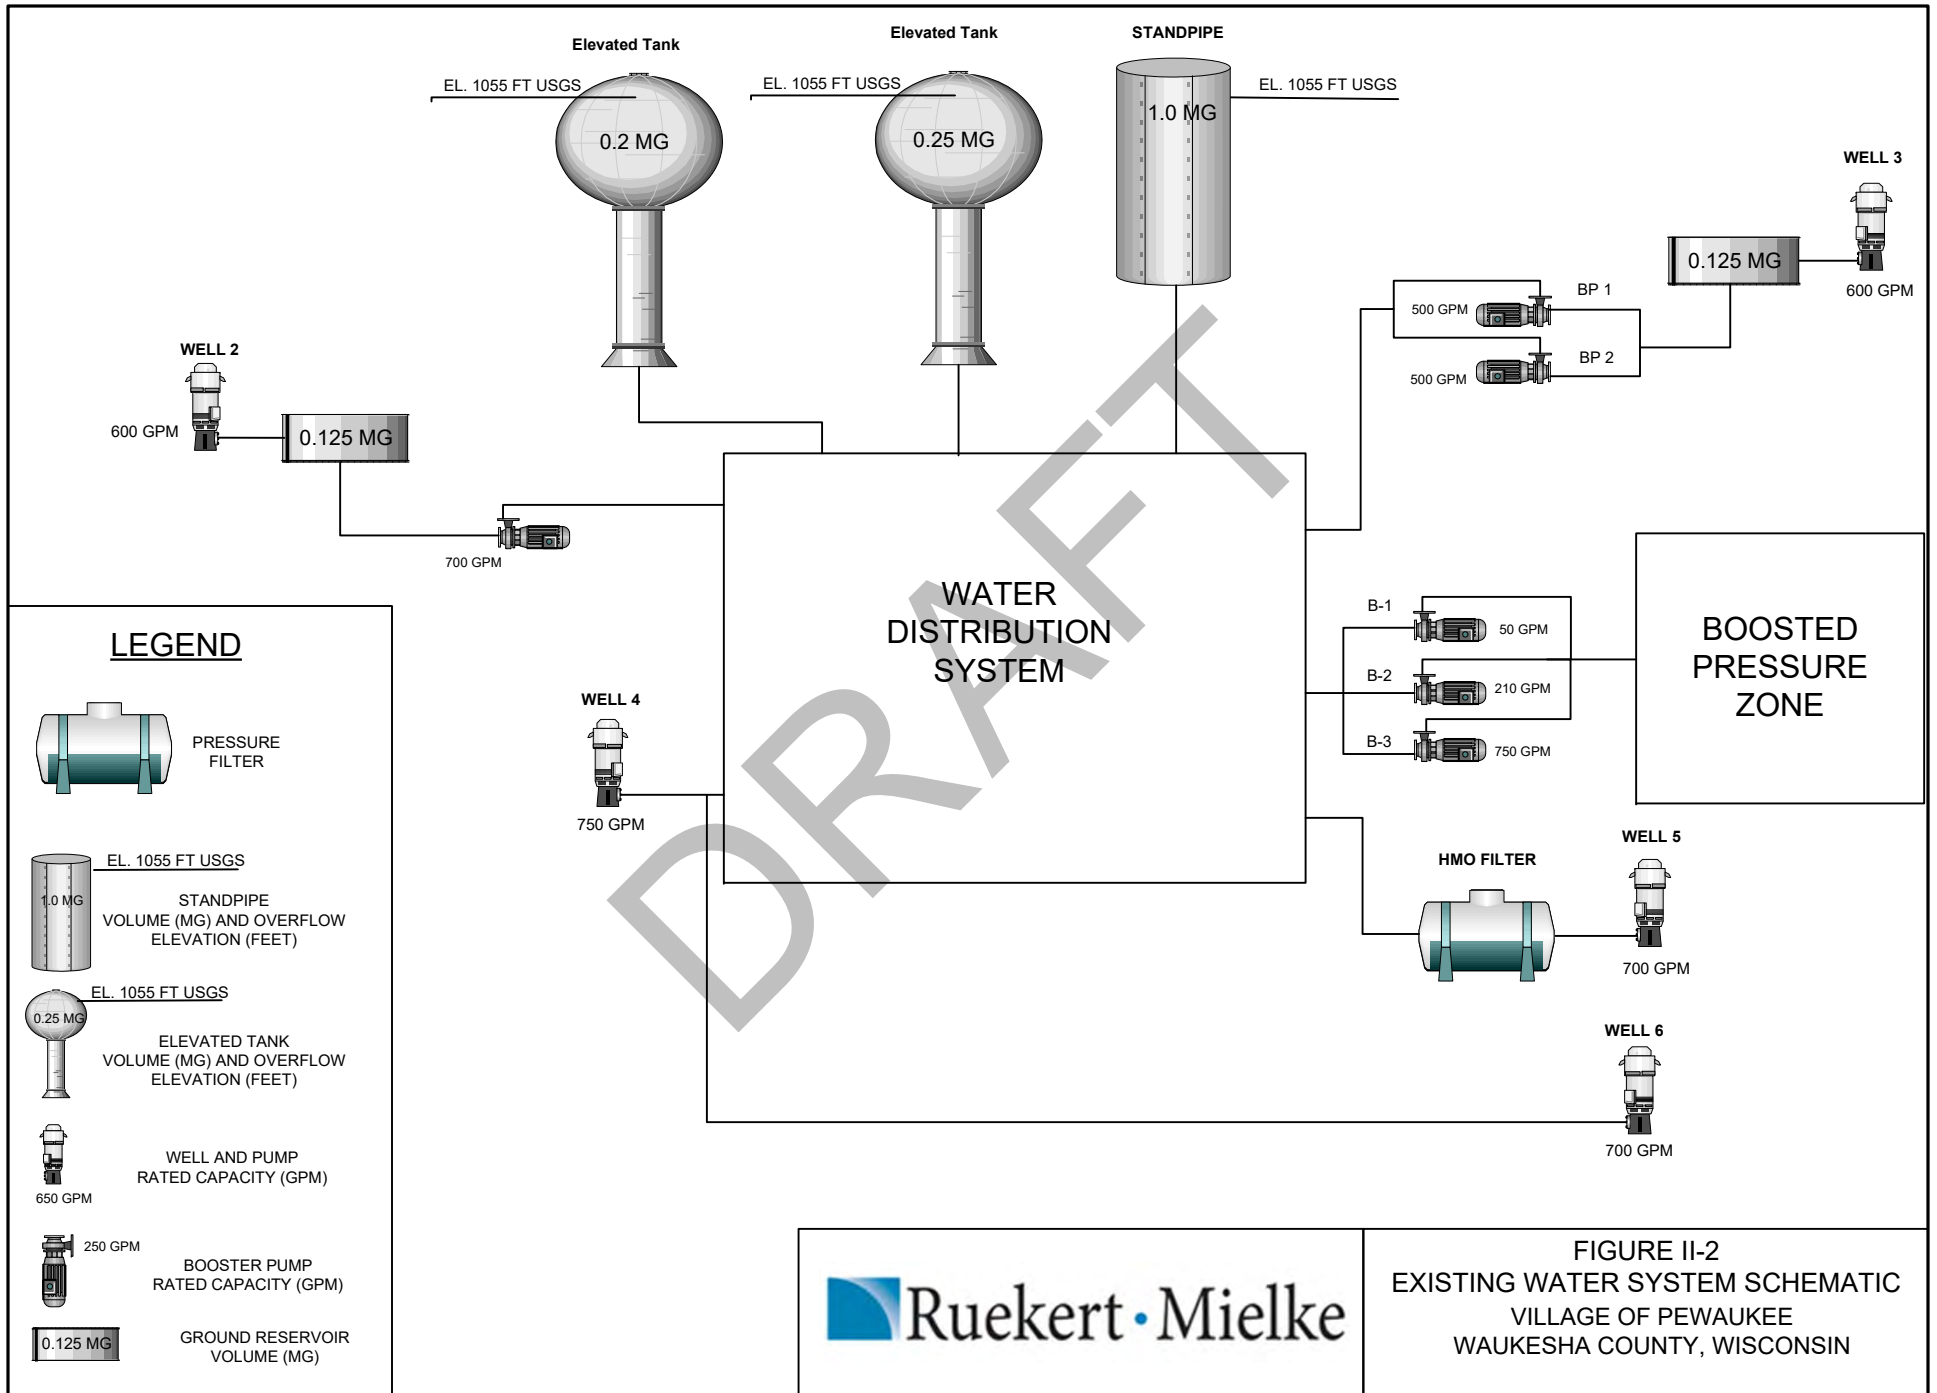 Elevated Tank
Elevated Tank
STANDPIPE
EL. 1055 FT USGS
EL. 1055 FT USGS
EL. 1055 FT USGS
0.2 MG
0.25 MG
1.0 MG
WELL 3
0.125 MG
600 GPM
BP 1
500 GPM
BP 2
500 GPM
WELL 2
600 GPM
0.125 MG
700 GPM
WATER
DISTRIBUTION
SYSTEM
B-1
50 GPM
B-2
210 GPM
B-3
750 GPM
BOOSTED
PRESSURE
ZONE
WELL 4
750 GPM
HMO FILTER
WELL 5
700 GPM
WELL 6
700 GPM
DRAFT
LEGEND
PRESSURE
FILTER
EL. 1055 FT USGS
1.0 MG
STANDPIPE
VOLUME (MG) AND OVERFLOW
ELEVATION (FEET)
EL. 1055 FT USGS
0.25 MG
ELEVATED TANK
VOLUME (MG) AND OVERFLOW
ELEVATION (FEET)
WELL AND PUMP
RATED CAPACITY (GPM)
650 GPM
250 GPM
BOOSTER PUMP
RATED CAPACITY (GPM)
0.125 MG
GROUND RESERVOIR
VOLUME (MG)
Ruekert·Mielke
FIGURE II-2
EXISTING WATER SYSTEM SCHEMATIC
VILLAGE OF PEWAUKEE
WAUKESHA COUNTY, WISCONSIN